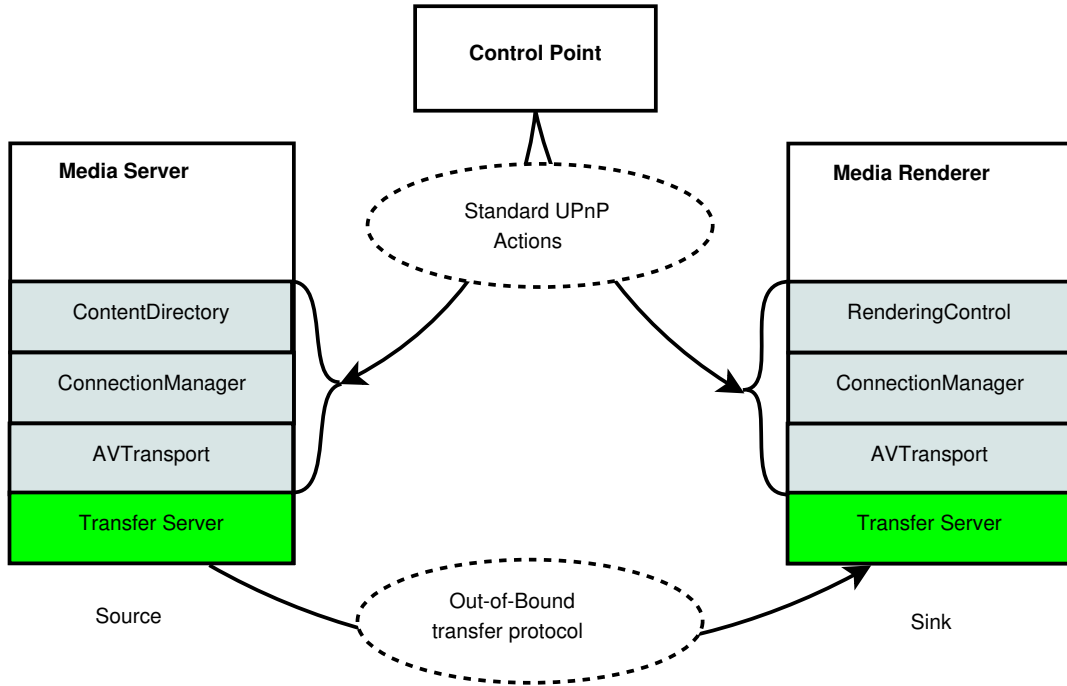 Control Point
Media Server
Standard UPnP
Actions
Media Renderer
ContentDirectory
ConnectionManager
AVTransport
Transfer Server
RenderingControl
ConnectionManager
AVTransport
Transfer Server
Source
Out-of-Bound
transfer protocol
Sink